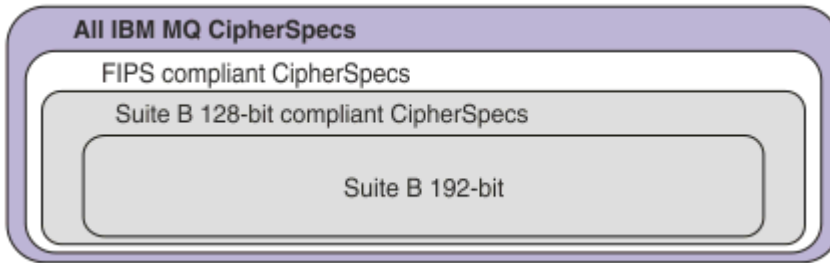 All IBM MQ CipherSpecs
FIPS compliant CipherSpecs
Suite B 128-bit compliant CipherSpecs
Suite B 192-bit